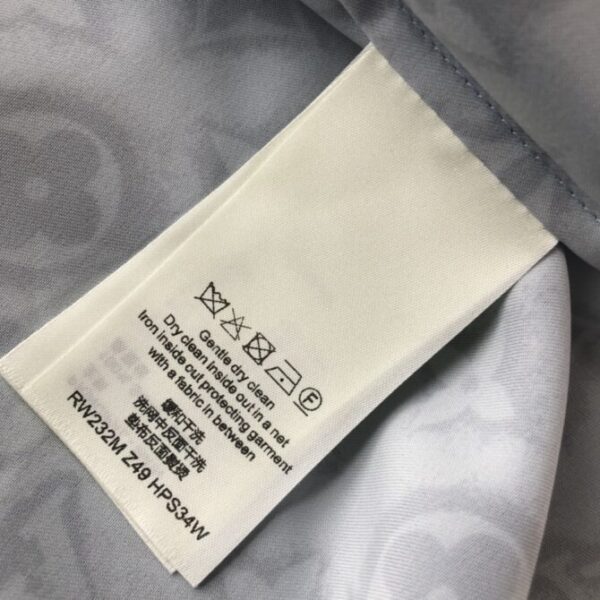 F
Gentle dry clean
Dry clean inside out in a net
Iron inside out protecting garment
with a fabric in between
缓和干洗
洗网中反面干洗
垫布反面熨烫
RW232M Z49 HPS34W